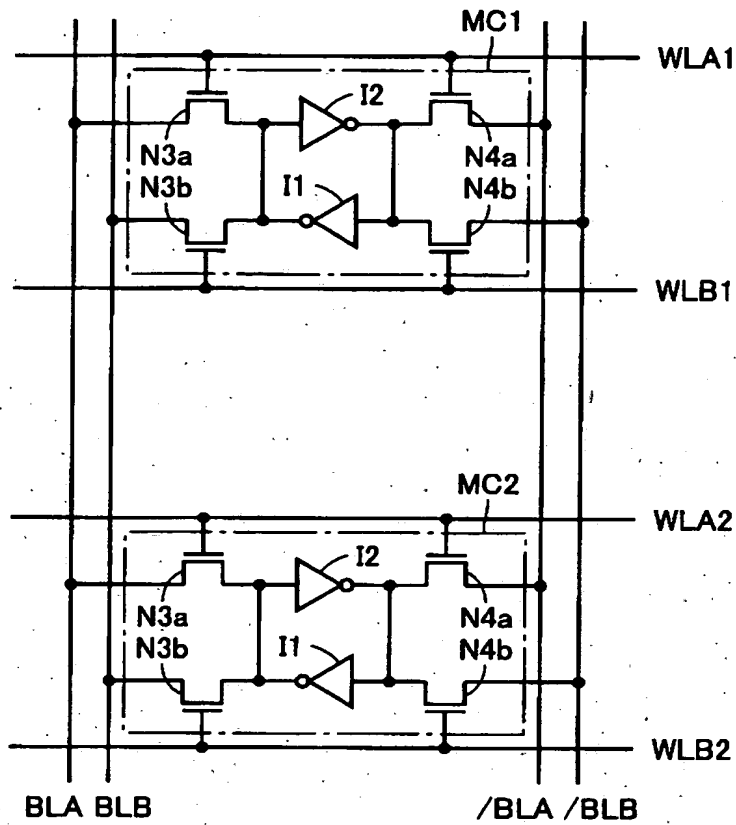 MC1
WLA1
I2
N3a
N4a
N3b
I1
N4b
WLB1
MC2
WLA2
I2
N3a
N4a
N3b
I1
N4b
WLB2
BLA BLB /BLA /BLB